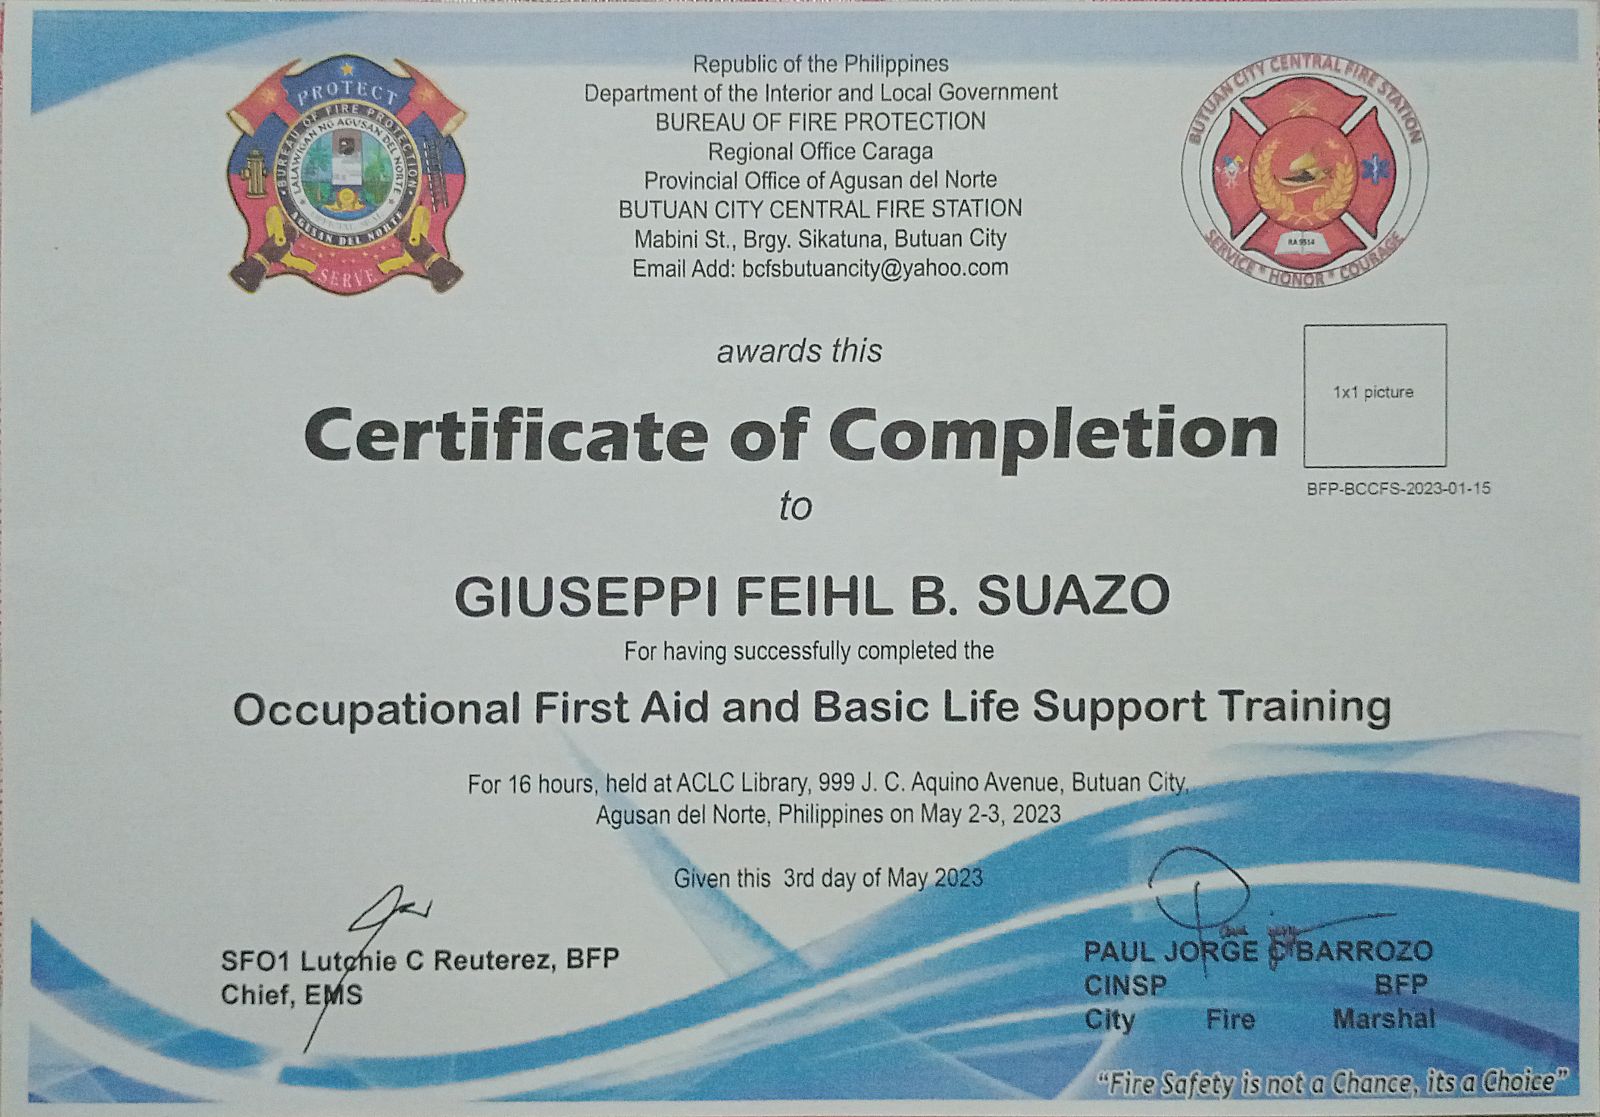 Republic of the Philippines
Department of the Interior and Local Government
BUREAU OF FIRE PROTECTION
Regional Office Caraga
Provincial Office of Agusan del Norte
BUTUAN CITY CENTRAL FIRE STATION
Mabini St., Brgy. Sikatuna, Butuan City
Email Add: bcfsbutuancity@yahoo.com
PROTECT
BUREAU OF FIRE PROTECTION
LALAWIGAN NG AGUSAN DEL NORTE
OFFICIAL SEAL
AGUSAN DEL NORTE
SERVE
BUTUAN CITY CENTRAL FIRE STATION
RA 9514
SERVICE * HONOR * COURAGE
awards this
Certificate of Completion
1x1 picture
BFP-BCCFS-2023-01-15
to
GIUSEPPI FEIHL B. SUAZO
For having successfully completed the
Occupational First Aid and Basic Life Support Training
For 16 hours, held at ACLC Library, 999 J. C. Aquino Avenue, Butuan City,
Agusan del Norte, Philippines on May 2-3, 2023
Given this 3rd day of May 2023
SFO1 Lutchie C Reuterez, BFP
Chief, EMS
PAUL JORGE BARROZO
CINSP BFP
City Fire Marshal
“Fire Safety is not a Chance, its a Choice”